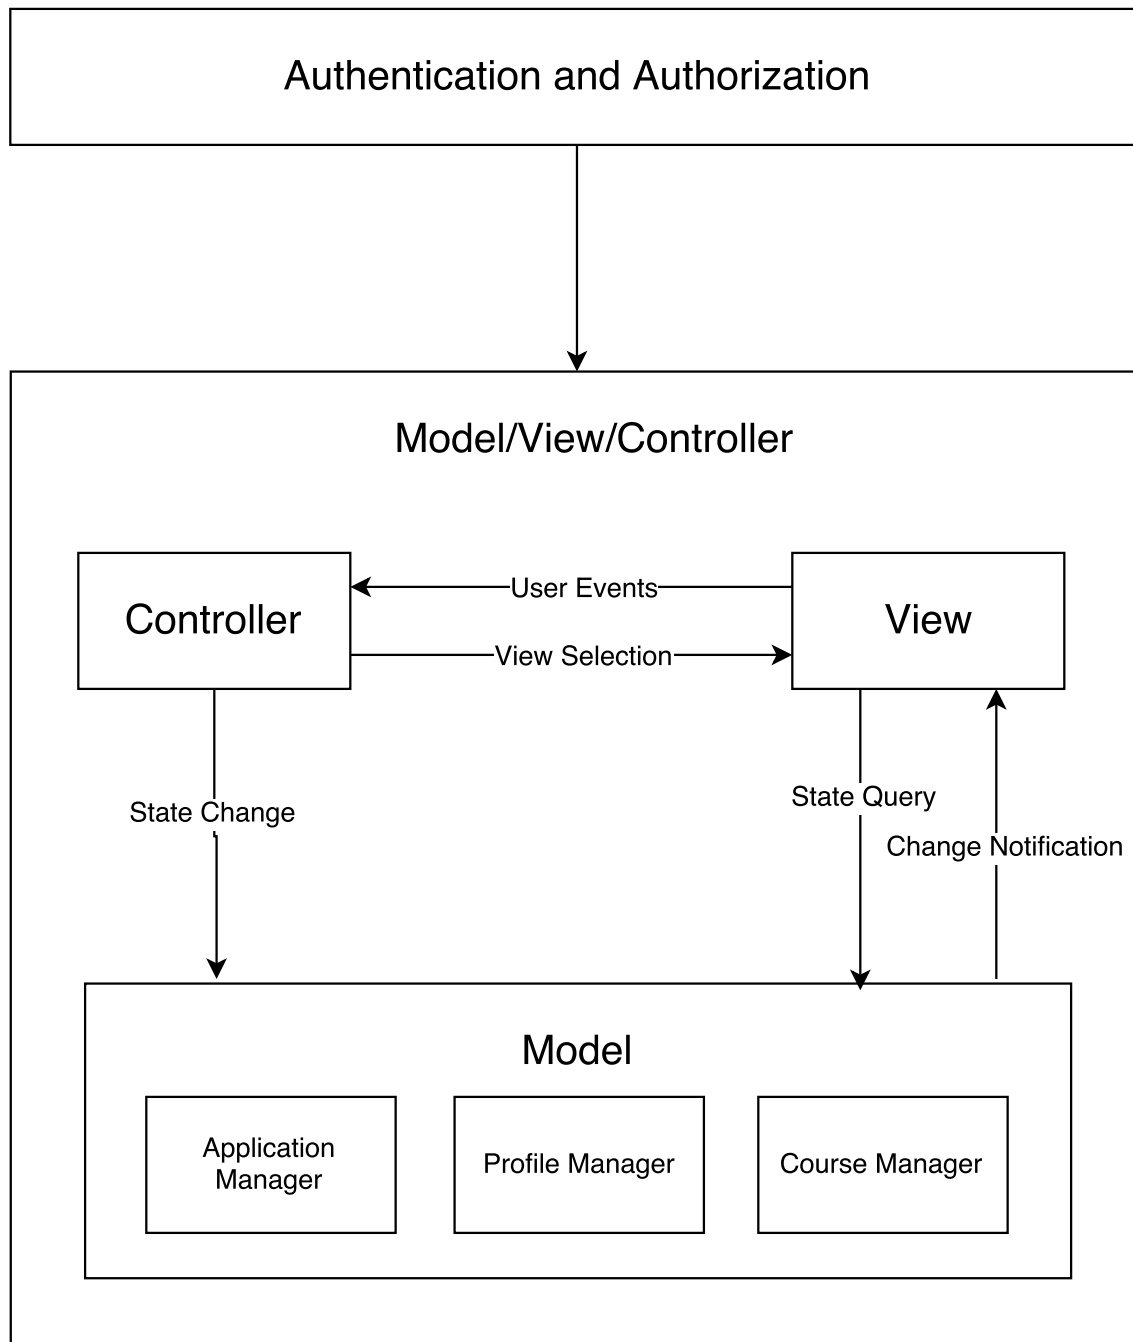 Authentication and Authorization
Model/View/Controller
Controller
User Events
View
View Selection
State Change
State Query
Change Notification
Model
Application
Manager
Profile Manager
Course Manager